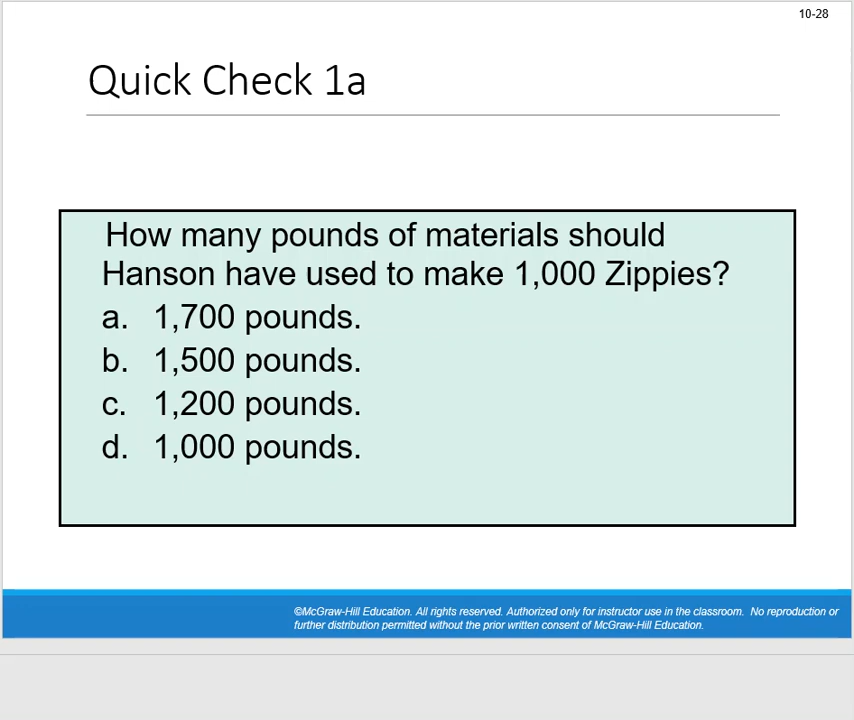 10-28
Quick Check 1a
How many pounds of materials should
Hanson have used to make 1,000 Zippies?
a. 1,700 pounds.
b. 1,500 pounds.
c. 1,200 pounds.
d. 1,000 pounds.
©McGraw-Hill Education. All rights reserved. Authorized only for instructor use in the classroom. No reproduction or
further distribution permitted without the prior written consent of McGraw-Hill Education.